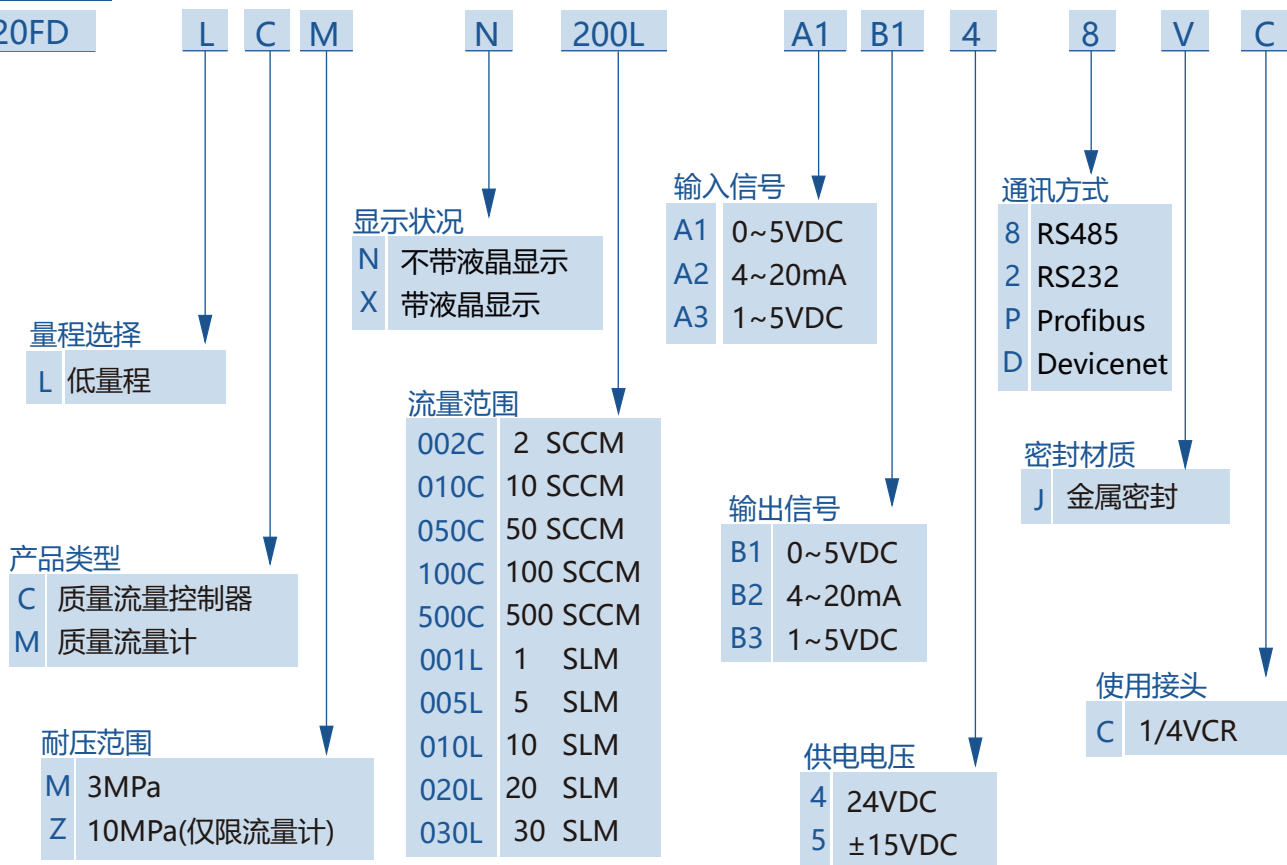 20FD L C M N 200L A1 B1 4 8 V C
量程选择
L 低量程
产品类型
C 质量流量控制器
M 质量流量计
耐压范围
M 3MPa
Z 10MPa(仅限流量计)
显示状况
N 不带液晶显示
X 带液晶显示
流量范围
002C 2 SCCM
010C 10 SCCM
050C 50 SCCM
100C 100 SCCM
500C 500 SCCM
001L 1 SLM
005L 5 SLM
010L 10 SLM
020L 20 SLM
030L 30 SLM
输入信号
A1 0~5VDC
A2 4~20mA
A3 1~5VDC
输出信号
B1 0~5VDC
B2 4~20mA
B3 1~5VDC
供电电压
4 24VDC
5 ±15VDC
通讯方式
8 RS485
2 RS232
P Profibus
D Devicenet
密封材质
J 金属密封
使用接头
C 1/4VCR